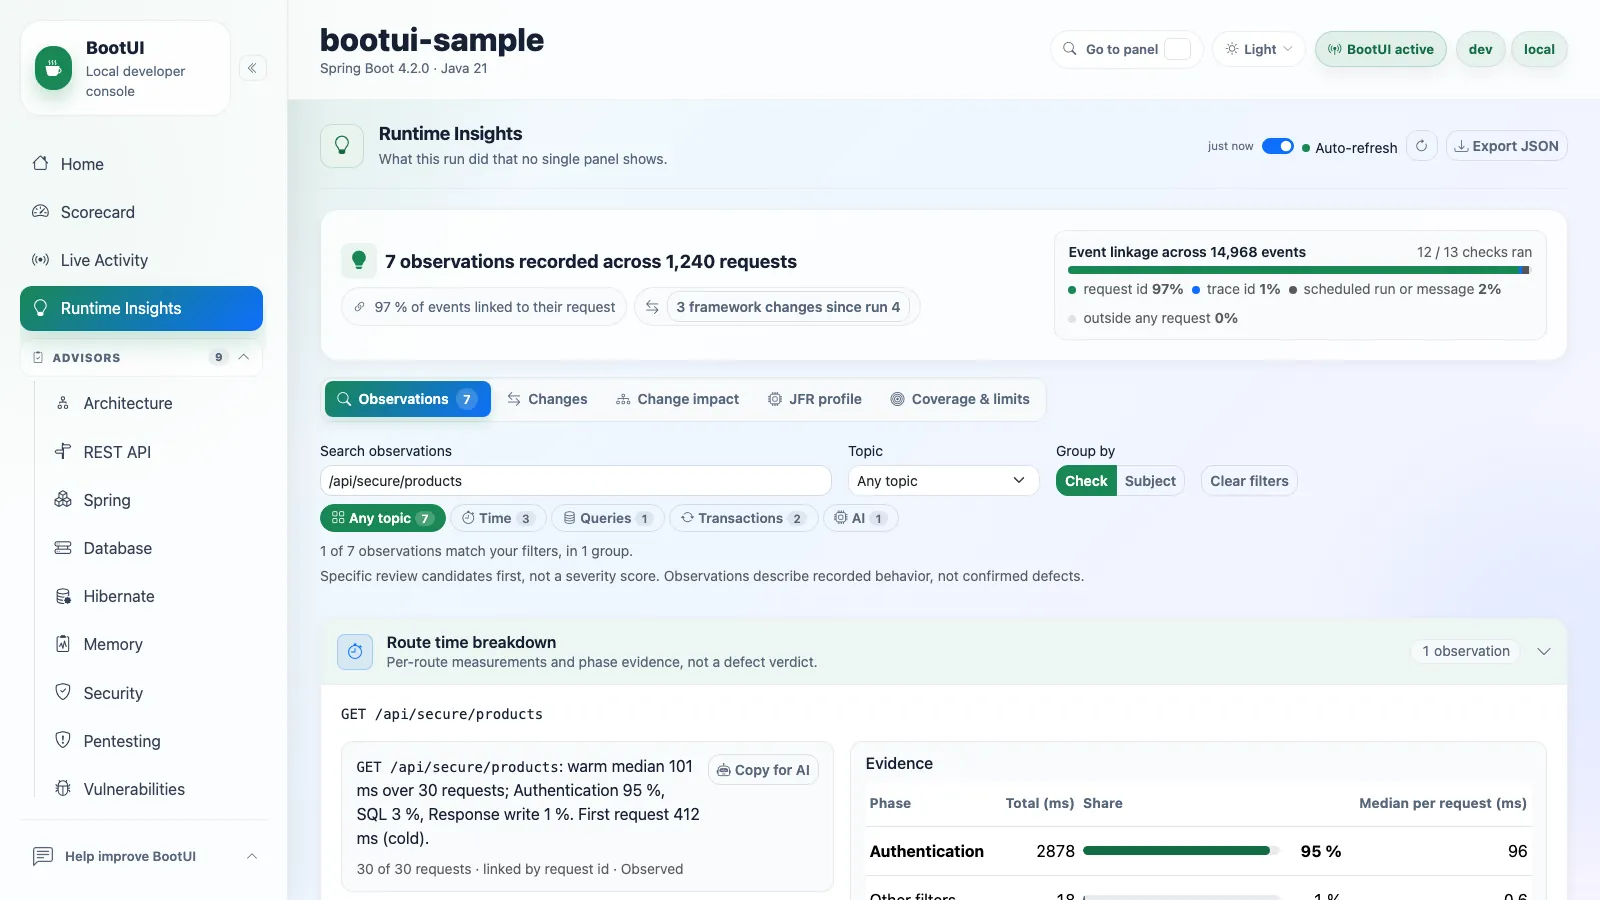 BootUI
Local developer
console
Home
Scorecard
Live Activity
Runtime Insights
ADVISORS 9
Architecture
REST API
Spring
Database
Hibernate
Memory
Security
Pentesting
Vulnerabilities
Help improve BootUI
bootui-sample
Spring Boot 4.2.0 · Java 21
Go to panel
Light
BootUI active
dev
local
Runtime Insights
What this run did that no single panel shows.
just now
Auto-refresh
Export JSON
7 observations recorded across 1,240 requests
97 % of events linked to their request
3 framework changes since run 4
Event linkage across 14,968 events 12 / 13 checks ran
request id 97% trace id 1% scheduled run or message 2%
outside any request 0%
Observations 7
Changes
Change impact
JFR profile
Coverage & limits
Search observations
/api/secure/products
Topic
Any topic
Group by
Check Subject
Clear filters
Any topic 7 Time 3 Queries 1 Transactions 2 AI 1
1 of 7 observations match your filters, in 1 group.
Specific review candidates first, not a severity score. Observations describe recorded behavior, not confirmed defects.
Route time breakdown
Per-route measurements and phase evidence, not a defect verdict.
1 observation
GET /api/secure/products
GET /api/secure/products: warm median 101
ms over 30 requests; Authentication 95 %,
SQL 3 %, Response write 1 %. First request 412
ms (cold).
Copy for AI
30 of 30 requests · linked by request id · Observed
Evidence
Phase Total (ms) Share Median per request (ms)
Authentication 2878 95 % 96
Other filters 18 1 % 0.6